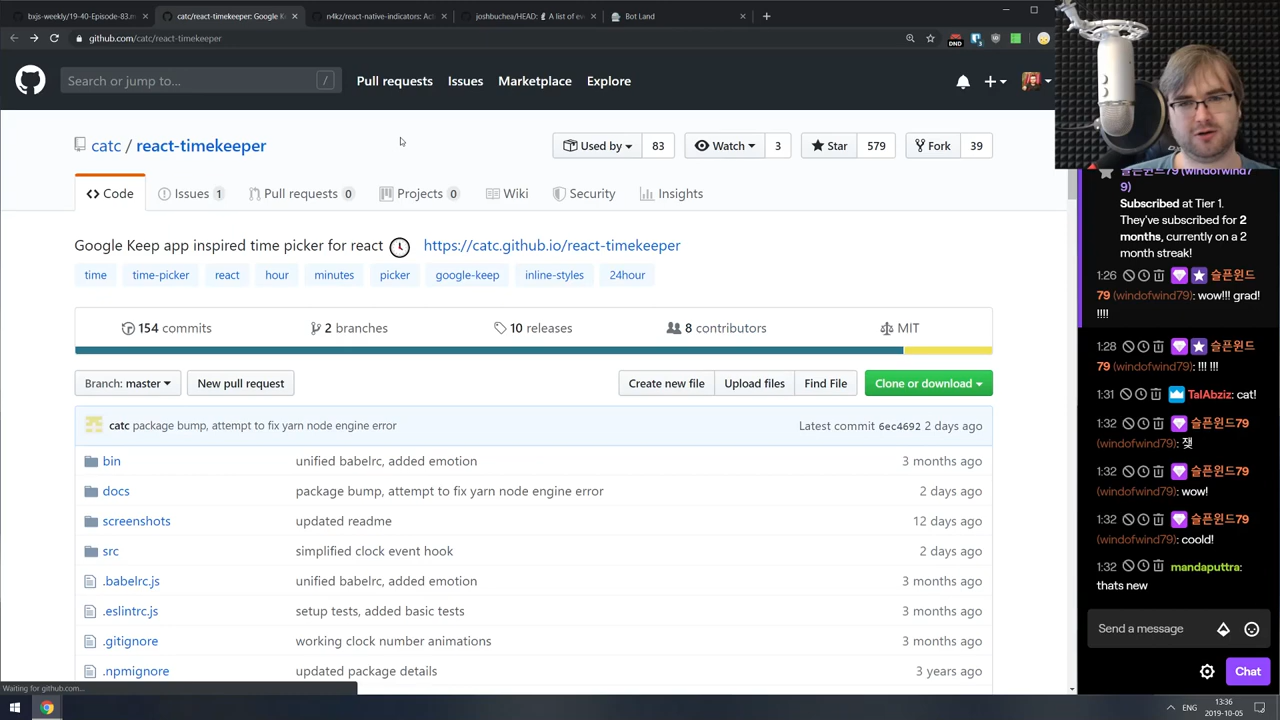 bxjs-weekly/19-40-Episode-83.m
catc/react-timekeeper: Google K
n4kz/react-native-indicators: Ac
joshbuchea/HEAD: A list of e
Bot Land
github.com/catc/react-timekeeper
DND
Search or jump to...
/
Pull requests
Issues
Marketplace
Explore
catc / react-timekeeper
Used by
83
Watch
3
Star
579
Fork
39
Code
Issues 1
Pull requests 0
Projects 0
Wiki
Security
Insights
Google Keep app inspired time picker for react https://catc.github.io/react-timekeeper
time
time-picker
react
hour
minutes
picker
google-keep
inline-styles
24hour
154 commits
2 branches
10 releases
8 contributors
MIT
Branch: master
New pull request
Create new file
Upload files
Find File
Clone or download
catc package bump, attempt to fix yarn node engine error
Latest commit 6ec4692 2 days ago
bin unified babelrc, added emotion 3 months ago
docs package bump, attempt to fix yarn node engine error 2 days ago
screenshots updated readme 12 days ago
src simplified clock event hook 2 days ago
.babelrc.js unified babelrc, added emotion 3 months ago
.eslintrc.js setup tests, added basic tests 3 months ago
.gitignore working clock number animations 3 months ago
.npmignore updated package details 3 years ago
Waiting for github.com...
슬픈윈드79 (windofwind7
9)
Subscribed at Tier 1.
They've subscribed for 2
months, currently on a 2
month streak!
1:26 슬픈윈드
79 (windofwind79): wow!!! grad!
!!!!
1:28 슬픈윈드
79 (windofwind79): !!! !!!
1:31 TalAbziz: cat!
1:32 슬픈윈드79
(windofwind79): 잿
1:32 슬픈윈드79
(windofwind79): wow!
1:32 슬픈윈드79
(windofwind79): coold!
1:32 mandaputtra:
thats new
Send a message
Chat
ENG
13:36
2019-10-05